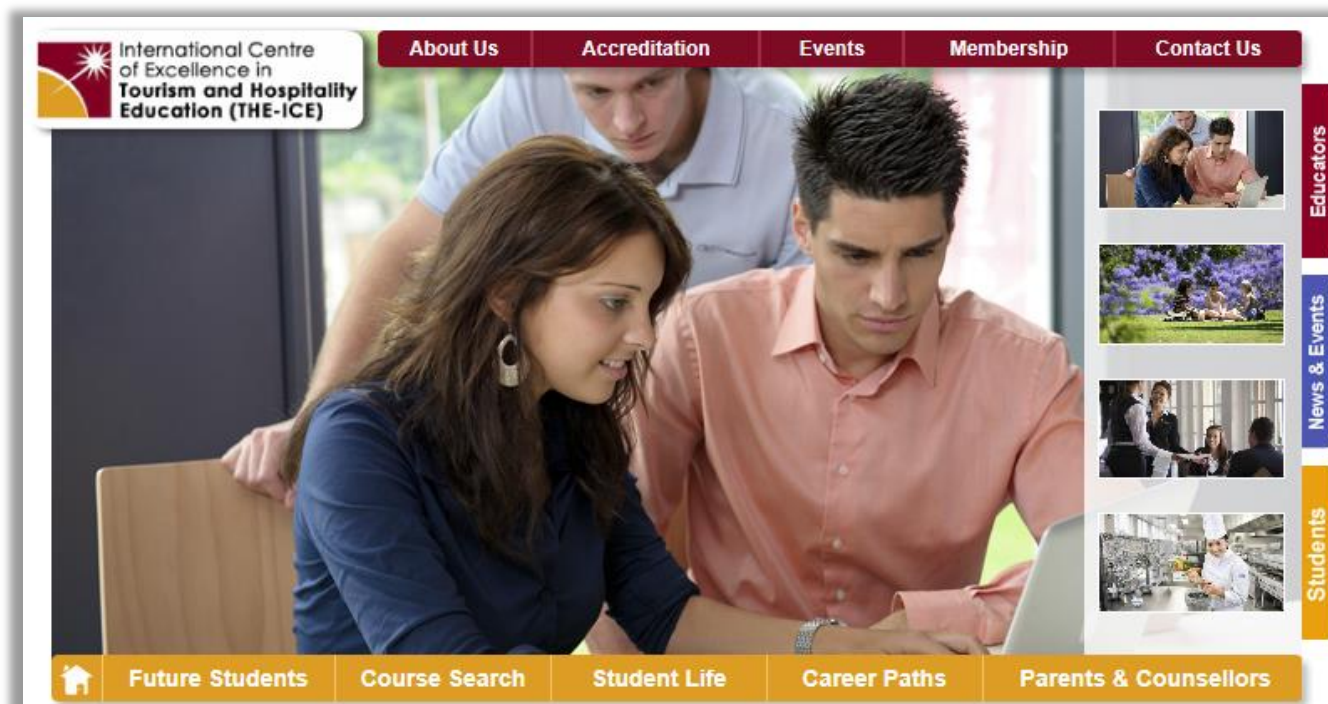 International Centre
of Excellence in
Tourism and Hospitality
Education (THE-ICE)
About Us
Accreditation
Events
Membership
Contact Us
Educators
News & Events
Students
Future Students
Course Search
Student Life
Career Paths
Parents & Counsellors